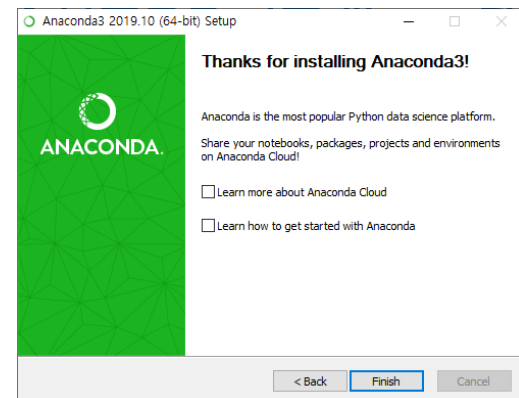 Anaconda3 2019.10 (64-bit) Setup
Thanks for installing Anaconda3!
ANACONDA.
Anaconda is the most popular Python data science platform.
Share your notebooks, packages, projects and environments
on Anaconda Cloud!
Learn more about Anaconda Cloud
Learn how to get started with Anaconda
< Back
Finish
Cancel